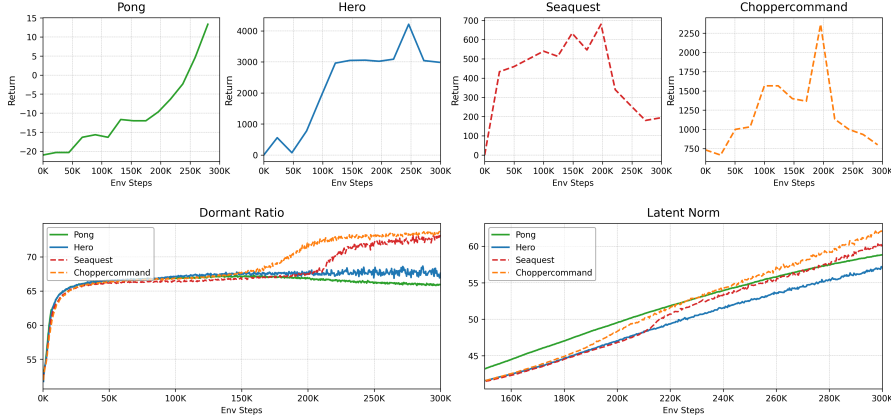 Pong
Hero
Seaquest
Choppercommand
15
10
5
0
−5
−10
−15
−20
Return
0K
50K
100K
150K
200K
250K
300K
Env Steps
4000
3000
2000
1000
0
Return
0K
50K
100K
150K
200K
250K
300K
Env Steps
700
600
500
400
300
200
100
0
Return
0K
50K
100K
150K
200K
250K
300K
Env Steps
2250
2000
1750
1500
1250
1000
750
Return
0K
50K
100K
150K
200K
250K
300K
Env Steps
Dormant Ratio
70
65
60
55
Pong
Hero
Seaquest
Choppercommand
0K
50K
100K
150K
200K
250K
300K
Env Steps
Latent Norm
60
55
50
45
Pong
Hero
Seaquest
Choppercommand
160K
180K
200K
220K
240K
260K
280K
300K
Env Steps